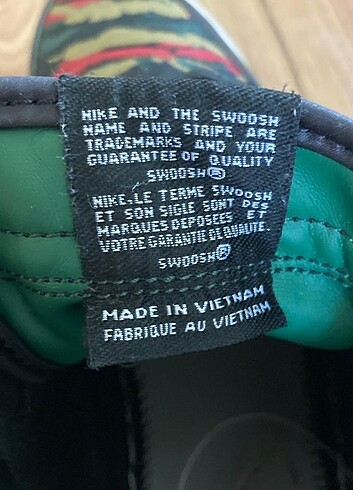 NIKE AND THE SWOOSH
NAME AND STRIPE ARE
TRADEMARKS AND YOUR
GUARANTEE OF QUALITY
SWOOSH®
NIKE.LE TERME SWOOSH
ET SON SIGLE SONT DES
MARQUES DEPOSEES ET
VOTRE GARANTIE DE QUALITE.
SWOOSH®
MADE IN VIETNAM
FABRIQUE AU VIETNAM